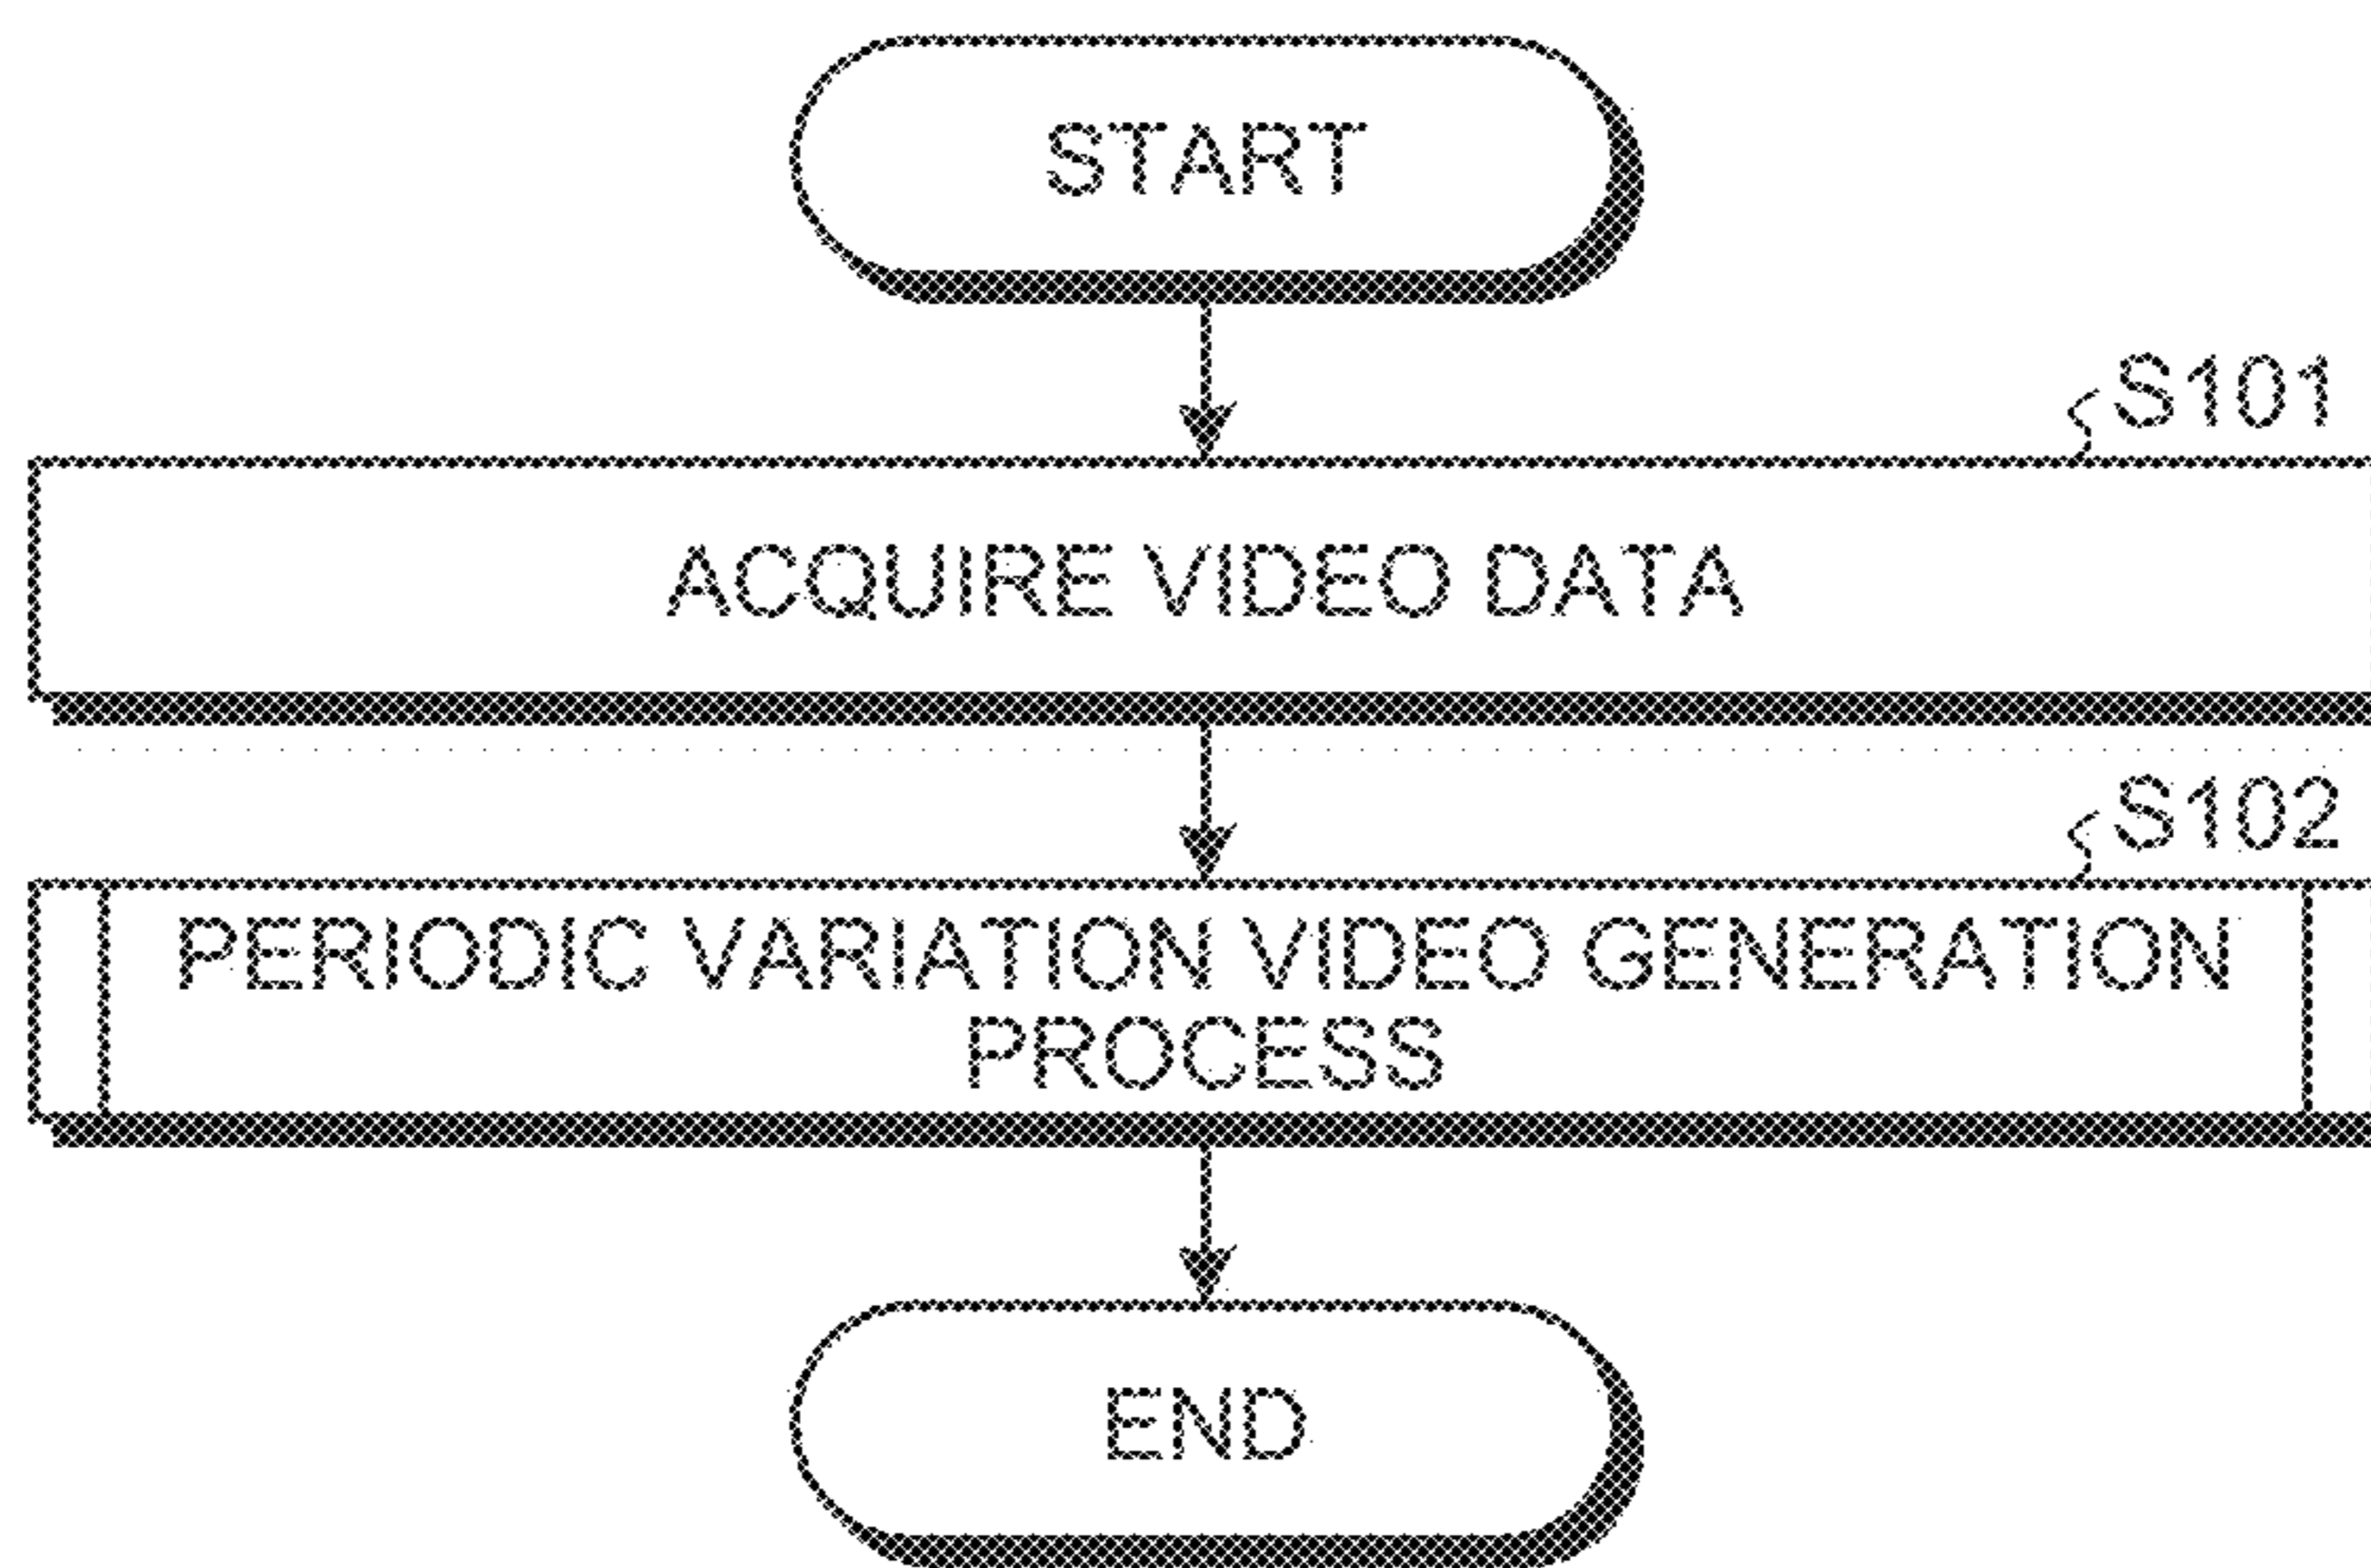 START
S101
ACQUIRE VIDEO DATA
S102
PERIODIC VARIATION VIDEO GENERATION
PROCESS
END